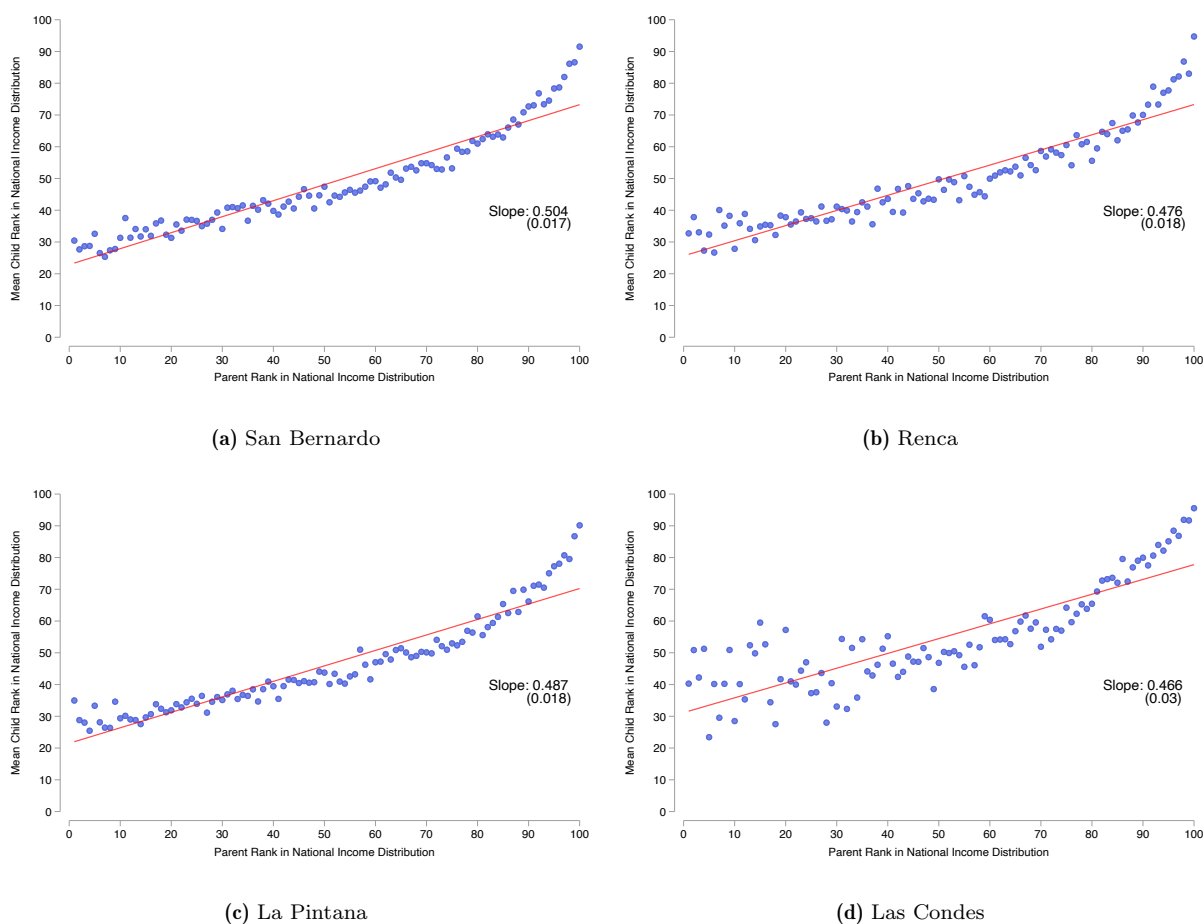 100
90
80
70
60
50
40
30
20
10
0
Mean Child Rank in National Income Distribution
Slope: 0.504
(0.017)
0 10 20 30 40 50 60 70 80 90 100
Parent Rank in National Income Distribution
(a) San Bernardo
100
90
80
70
60
50
40
30
20
10
0
Mean Child Rank in National Income Distribution
Slope: 0.476
(0.018)
0 10 20 30 40 50 60 70 80 90 100
Parent Rank in National Income Distribution
(b) Renca
100
90
80
70
60
50
40
30
20
10
0
Mean Child Rank in National Income Distribution
Slope: 0.487
(0.018)
0 10 20 30 40 50 60 70 80 90 100
Parent Rank in National Income Distribution
(c) La Pintana
100
90
80
70
60
50
40
30
20
10
0
Mean Child Rank in National Income Distribution
Slope: 0.466
(0.03)
0 10 20 30 40 50 60 70 80 90 100
Parent Rank in National Income Distribution
(d) Las Condes